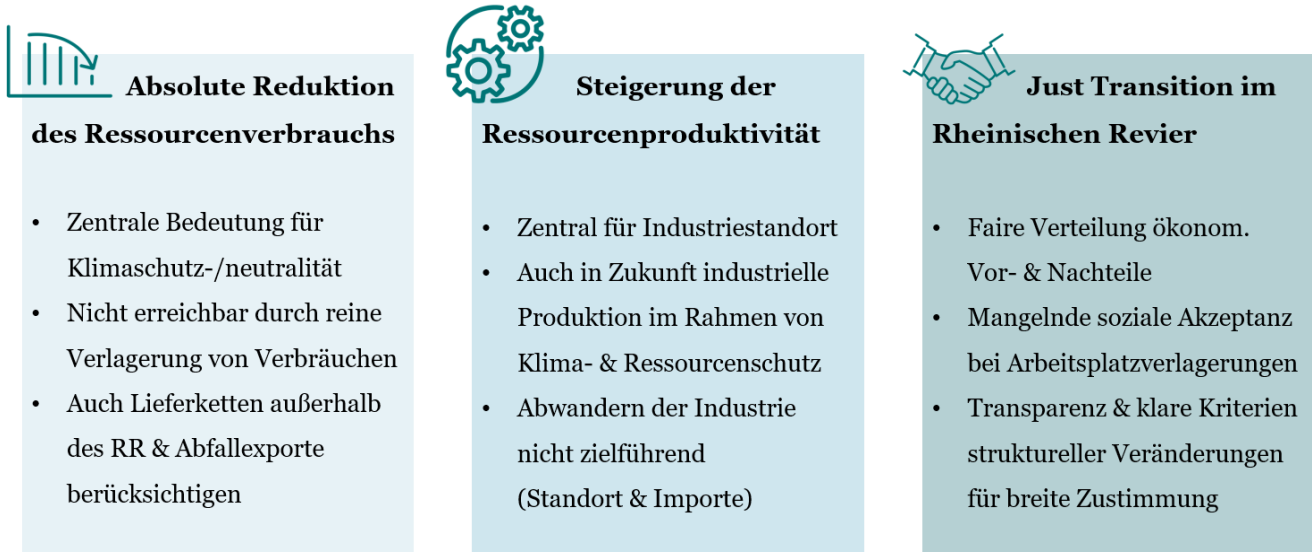 Absolute Reduktion
des Ressourcenverbrauchs
• Zentrale Bedeutung für
Klimaschutz-/neutralität
• Nicht erreichbar durch reine
Verlagerung von Verbräuchen
• Auch Lieferketten außerhalb
des RR & Abfallexporte
berücksichtigen
Steigerung der
Ressourcenproduktivität
• Zentral für Industriestandort
• Auch in Zukunft industrielle
Produktion im Rahmen von
Klima- & Ressourcenschutz
• Abwandern der Industrie
nicht zielführend
(Standort & Importe)
Just Transition im
Rheinischen Revier
• Faire Verteilung ökonom.
Vor- & Nachteile
• Mangelnde soziale Akzeptanz
bei Arbeitsplatzverlagerungen
• Transparenz & klare Kriterien
struktureller Veränderungen
für breite Zustimmung